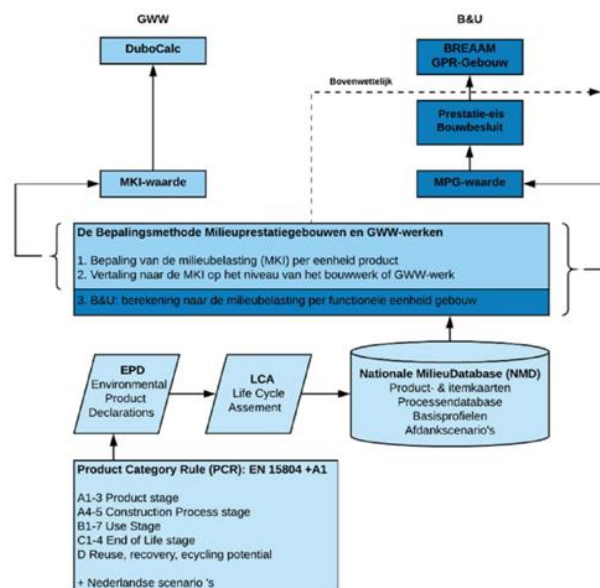 GWW
B&U
DuboCalc
BREAAM
GPR-Gebouw
Bovenwettelijk
Prestatie-eis
Bouwbesluit
MKI-waarde
MPG-waarde
De Bepalingsmethode Milieuprestatiegebouwen en GWW-werken
1. Bepaling van de milieubelasting (MKI) per eenheid product
2. Vertaling naar de MKI op het niveau van het bouwwerk of GWW-werk
3. B&U: berekening naar de milieubelasting per functionele eenheid gebouw
EPD
Environmental
Product
Declarations
LCA
Life Cycle
Assement
Nationale MilieuDatabase (NMD)
Product- & itemkaarten
Processendatabase
Basisprofielen
Afdankscenario's
Product Category Rule (PCR): EN 15804 +A1
A1-3 Product stage
A4-5 Construction Process stage
B1-7 Use Stage
C1-4 End of Life stage
D Reuse, recovery, ecycling potential
+ Nederlandse scenario 's